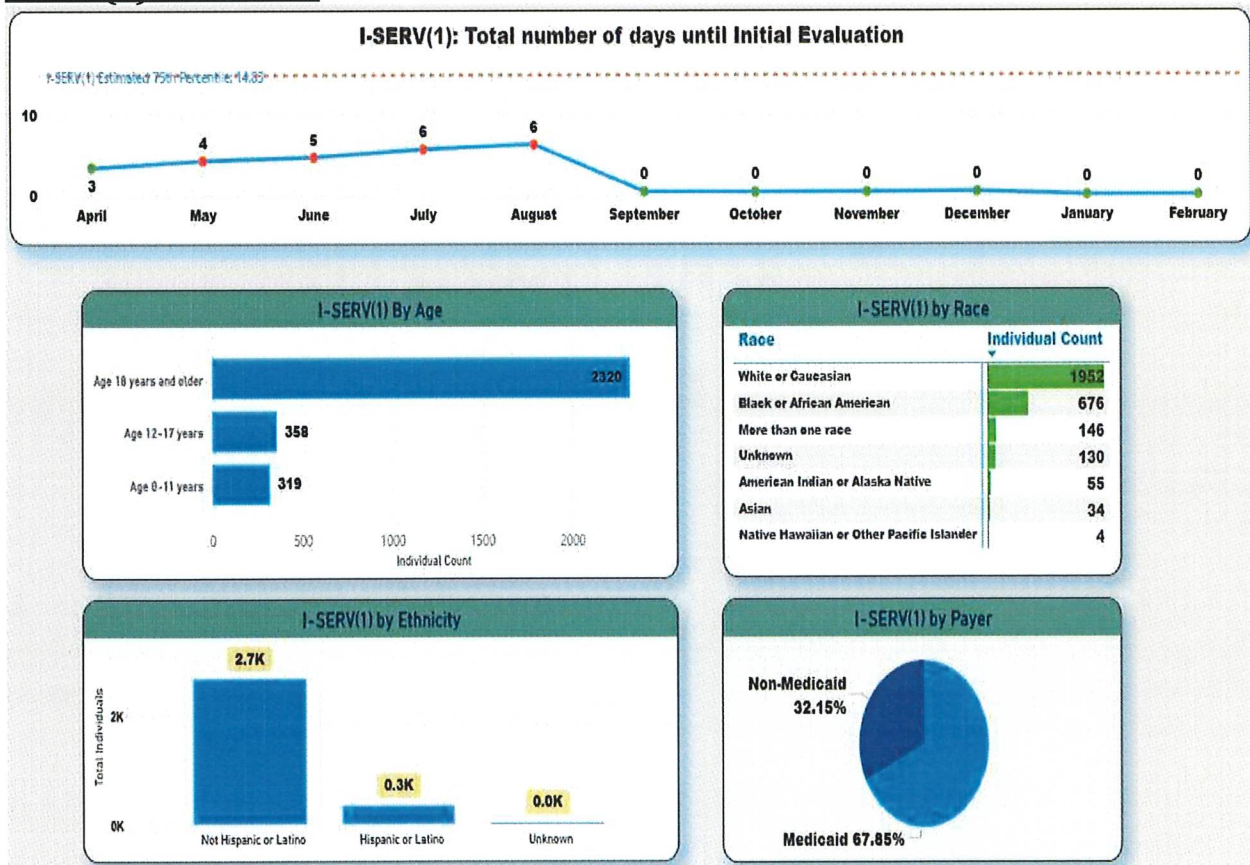 I-SERV(1): Total number of days until Initial Evaluation
I-SERV(1) Estimated 75th Percentile: 14.83
10
0
3
4
5
6
6
0
0
0
0
0
0
April
May
June
July
August
September
October
November
December
January
February
I-SERV(1) By Age
Age 18 years and older
2320
Age 12-17 years
358
Age 0-11 years
319
0
500
1000
1500
2000
Individual Count
I-SERV(1) by Race
Race Individual Count
White or Caucasian 1952
Black or African American 676
More than one race 146
Unknown 130
American Indian or Alaska Native 55
Asian 34
Native Hawaiian or Other Pacific Islander 4
I-SERV(1) by Ethnicity
Total Individuals
2K
0K
2.7K
0.3K
0.0K
Not Hispanic or Latino
Hispanic or Latino
Unknown
I-SERV(1) by Payer
Non-Medicaid
32.15%
Medicaid 67.85%